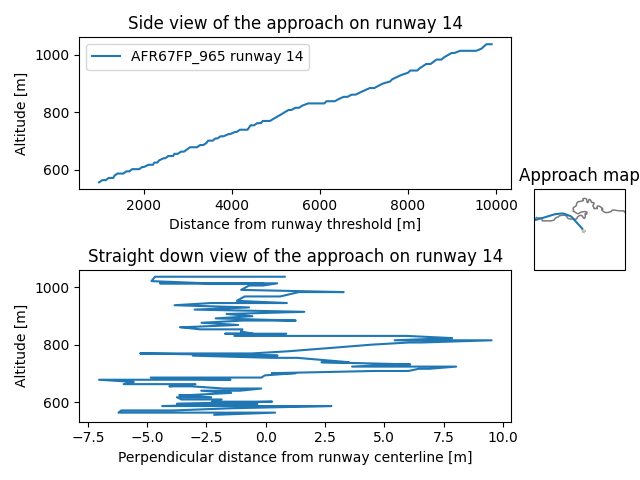 Side view of the approach on runway 14
1000
800
600
Altitude [m]
AFR67FP_965 runway 14
2000 4000 6000 8000 10000
Distance from runway threshold [m]
Approach map
Straight down view of the approach on runway 14
1000
800
600
Altitude [m]
−7.5 −5.0 −2.5 0.0 2.5 5.0 7.5 10.0
Perpendicular distance from runway centerline [m]